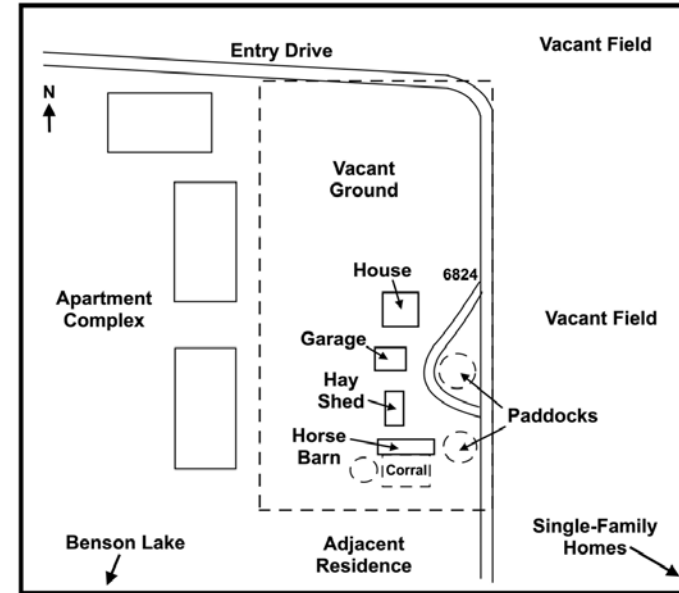 Entry Drive
Vacant Field
N
Vacant
Ground
House
6824
Apartment
Complex
Vacant Field
Garage
Hay
Shed
Paddocks
Horse
Barn
Corral
Benson Lake
Adjacent
Residence
Single-Family
Homes